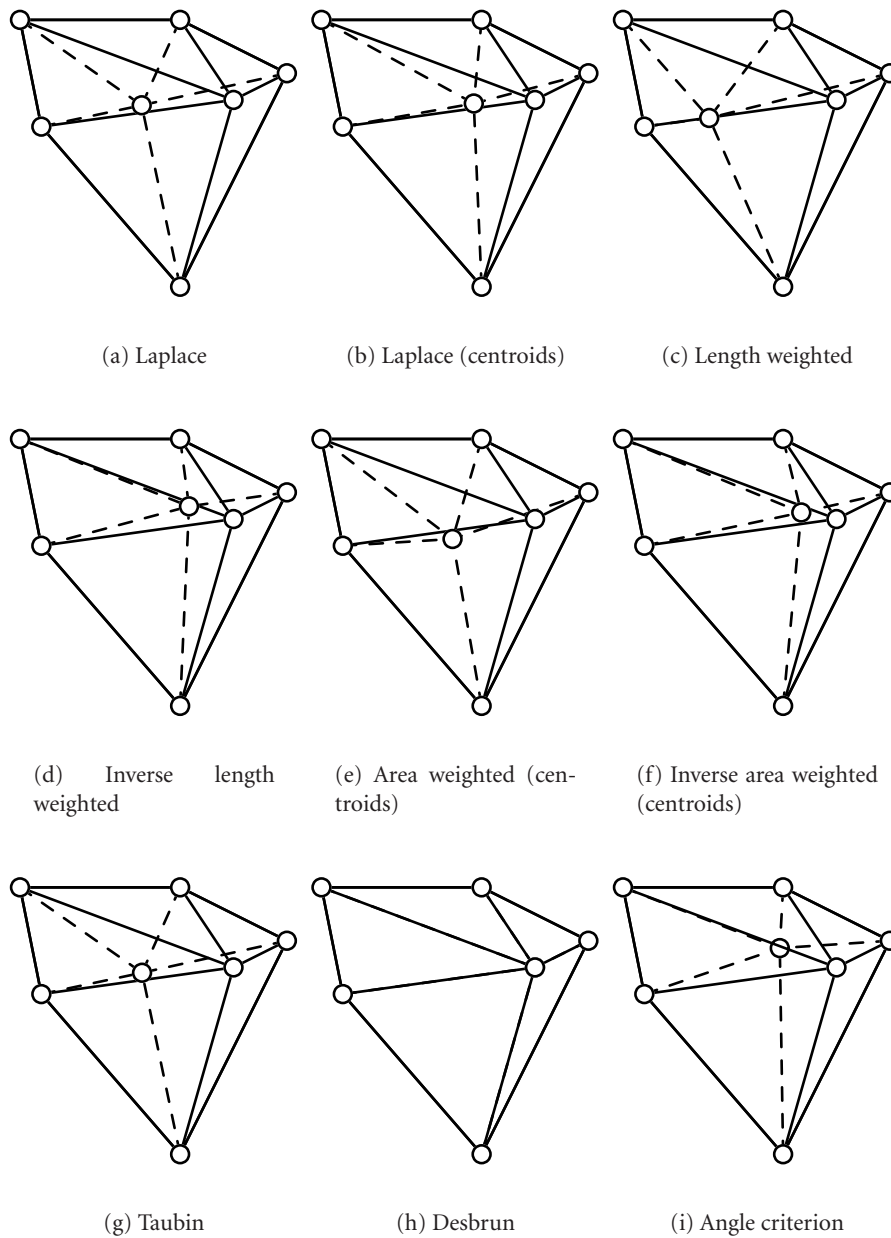 (a) Laplace
(b) Laplace (centroids)
(c) Length weighted
(d) Inverse length
weighted
(e) Area weighted (cen-
troids)
(f) Inverse area weighted
(centroids)
(g) Taubin
(h) Desbrun
(i) Angle criterion